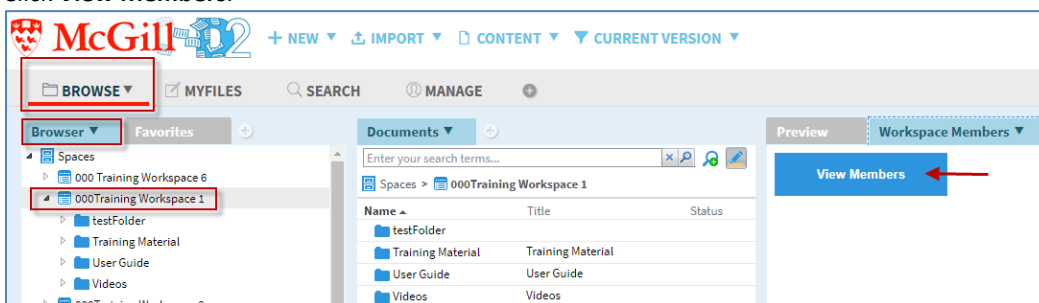 Click View Members.
McGill D2 + NEW ▼ IMPORT ▼ CONTENT ▼ CURRENT VERSION ▼
BROWSE ▼ MYFILES SEARCH MANAGE
Browser ▼ Favorites
Spaces
000 Training Workspace 6
000Training Workspace 1
testFolder
Training Material
User Guide
Videos
Documents ▼
Enter your search terms...
Spaces > 000Training Workspace 1
Name Title Status
testFolder
Training Material Training Material
User Guide User Guide
Videos Videos
Preview Workspace Members ▼
View Members